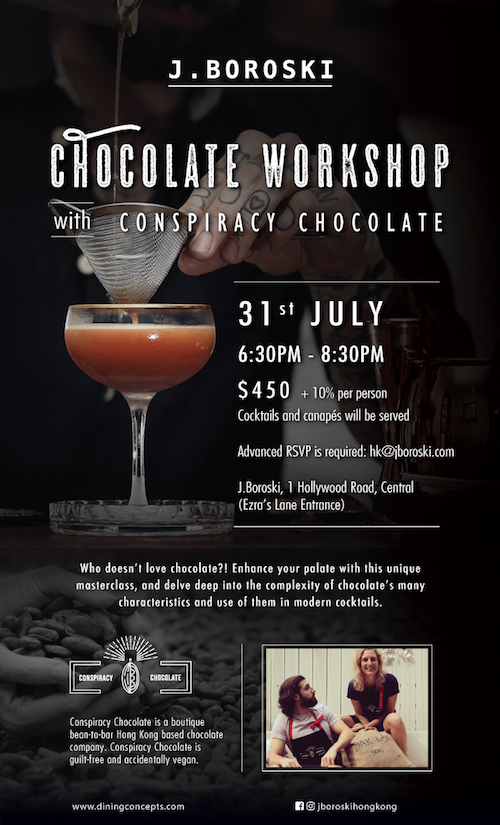 J.BOROSKI
CHOCOLATE WORKSHOP
with CONSPIRACY CHOCOLATE
31st JULY
6:30PM - 8:30PM
$450 + 10% per person
Cocktails and canapés will be served
Advanced RSVP is required: hk@jboroski.com
J.Boroski, 1 Hollywood Road, Central
(Ezra's Lane Entrance)
Who doesn't love chocolate?! Enhance your palate with this unique
masterclass, and delve deep into the complexity of chocolate's many
characteristics and use of them in modern cocktails.
CONSPIRACY CHOCOLATE
Conspiracy Chocolate is a boutique
bean-to-bar Hong Kong based chocolate
company. Conspiracy Chocolate is
guilt-free and accidentally vegan.
www.diningconcepts.com
jboroskihongkong